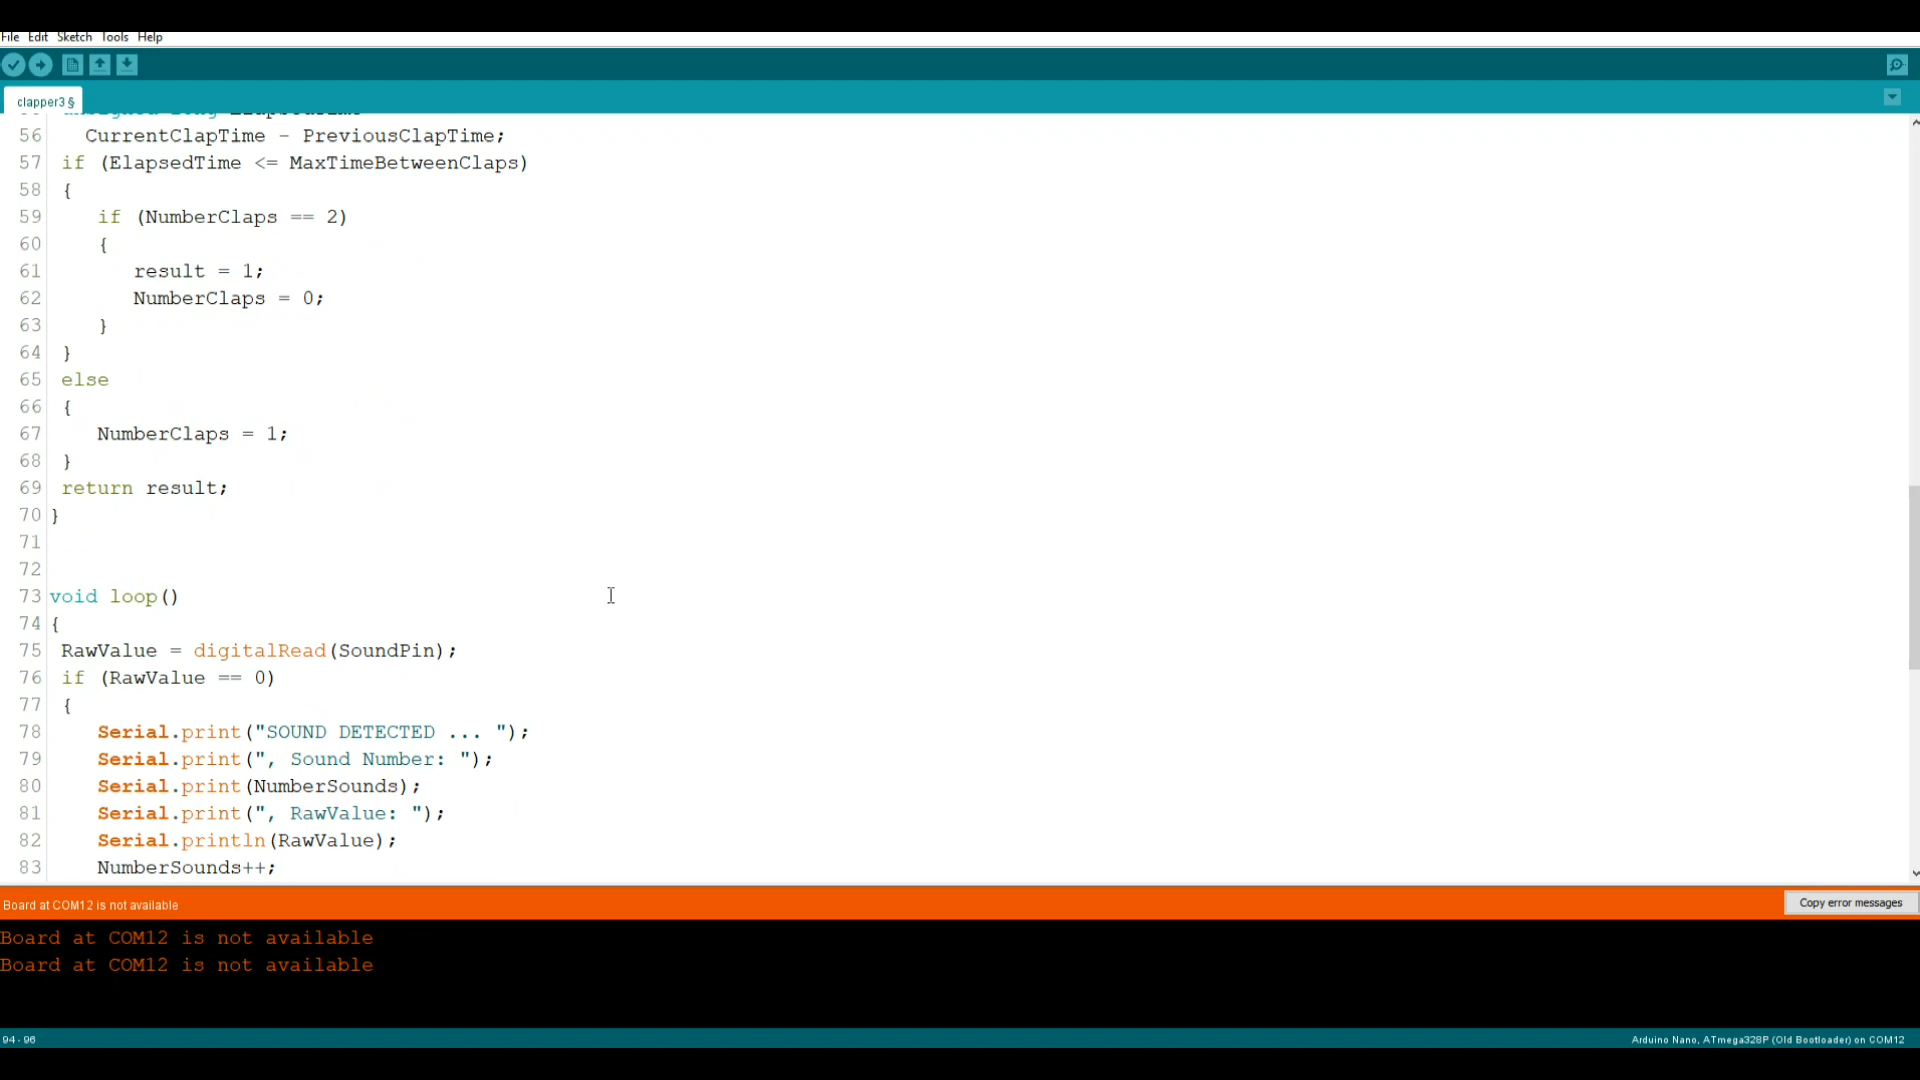 File Edit Sketch Tools Help
clapper3 §
56 CurrentClapTime - PreviousClapTime;
57 if (ElapsedTime <= MaxTimeBetweenClaps)
58 {
59 if (NumberClaps == 2)
60 {
61 result = 1;
62 NumberClaps = 0;
63 }
64 }
65 else
66 {
67 NumberClaps = 1;
68 }
69 return result;
70 }
71
72
73 void loop()
74 {
75 RawValue = digitalRead(SoundPin);
76 if (RawValue == 0)
77 {
78 Serial.print("SOUND DETECTED ... ");
79 Serial.print(", Sound Number: ");
80 Serial.print(NumberSounds);
81 Serial.print(", RawValue: ");
82 Serial.println(RawValue);
83 NumberSounds++;
Board at COM12 is not available
Copy error messages
Board at COM12 is not available
Board at COM12 is not available
94 - 96
Arduino Nano, ATmega328P (Old Bootloader) on COM12